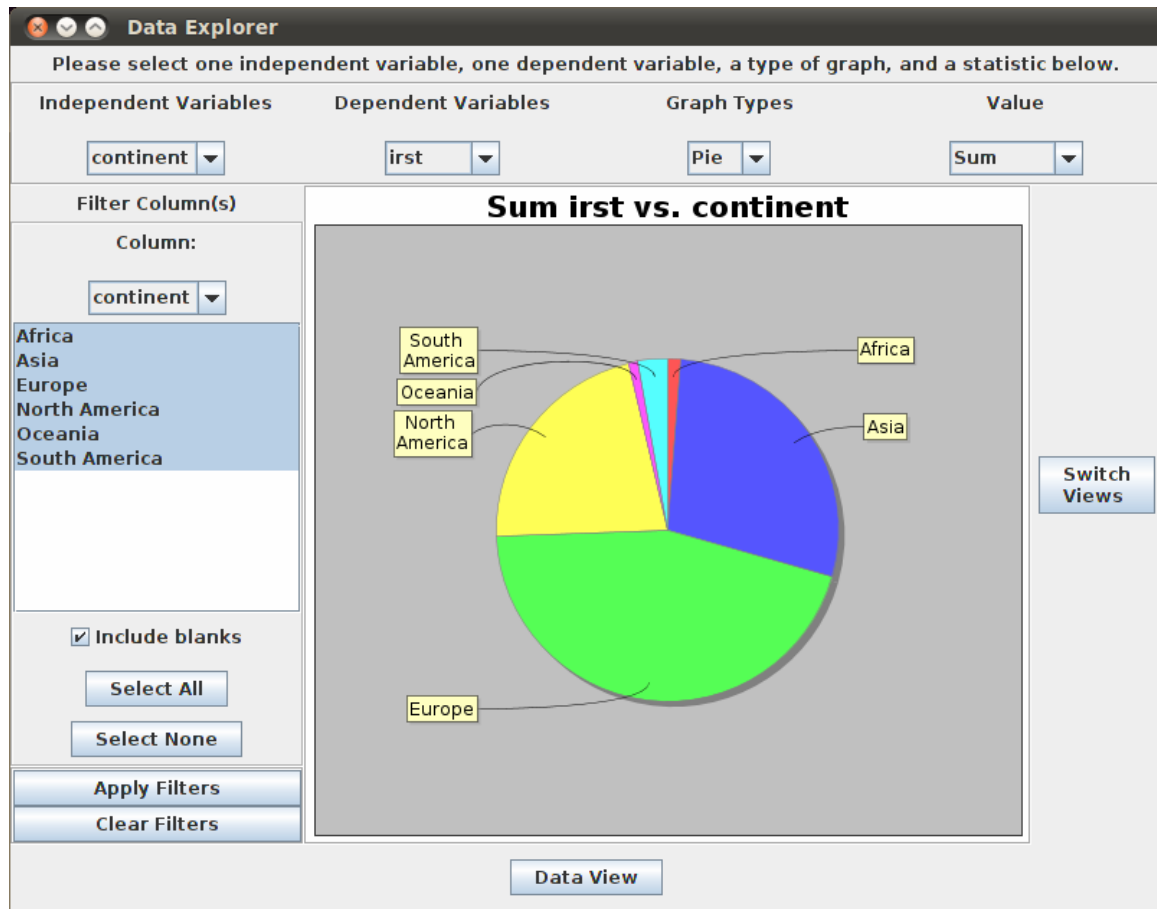 Data Explorer
Please select one independent variable, one dependent variable, a type of graph, and a statistic below.
Independent Variables
Dependent Variables
Graph Types
Value
continent
irst
Pie
Sum
Filter Column(s)
Column:
continent
Africa
Asia
Europe
North America
Oceania
South America
Include blanks
Select All
Select None
Apply Filters
Clear Filters
Sum irst vs. continent
South
America
Oceania
North
America
Europe
Africa
Asia
Switch
Views
Data View